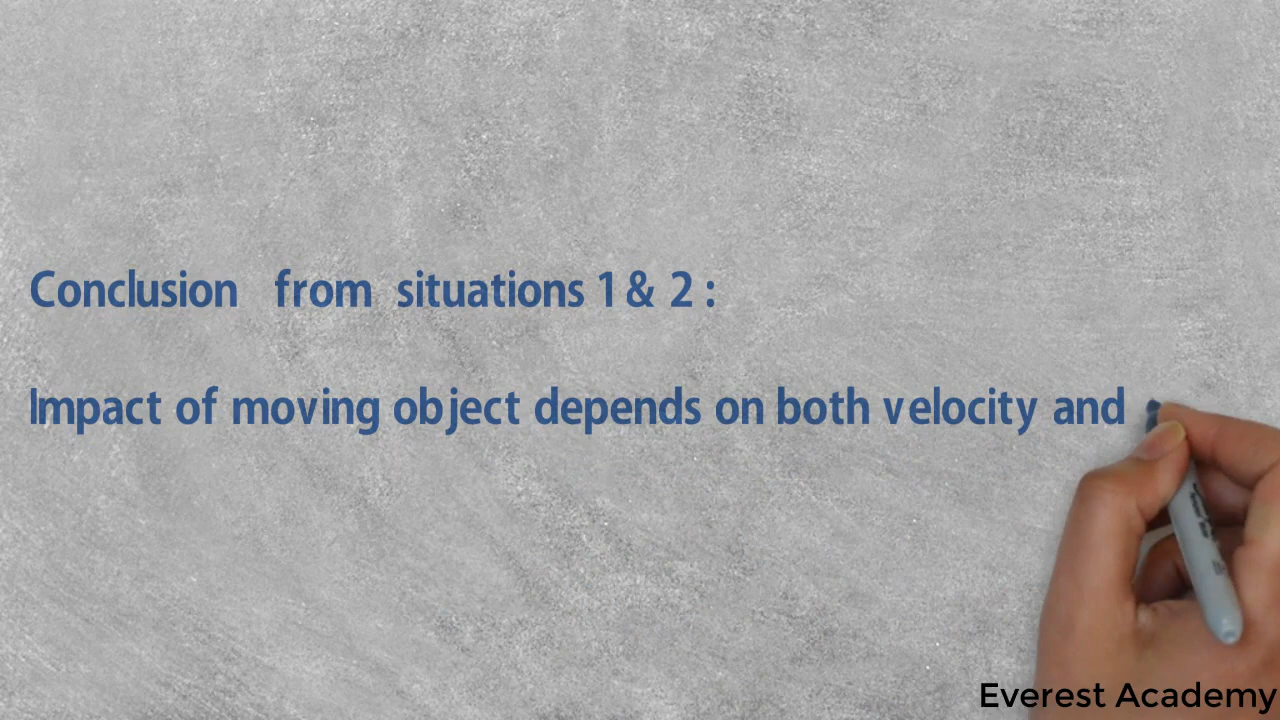 Conclusion from situations 1 & 2 :
Impact of moving object depends on both velocity and
Everest Academy